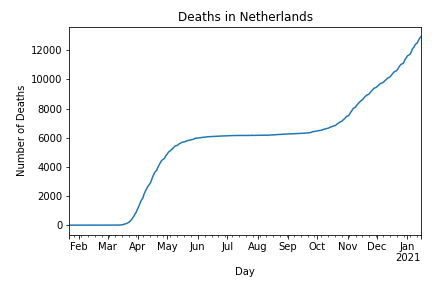 Deaths in Netherlands
12000
10000
8000
6000
4000
2000
0
Number of Deaths
Feb Mar Apr May Jun Jul Aug Sep Oct Nov Dec Jan
2021
Day